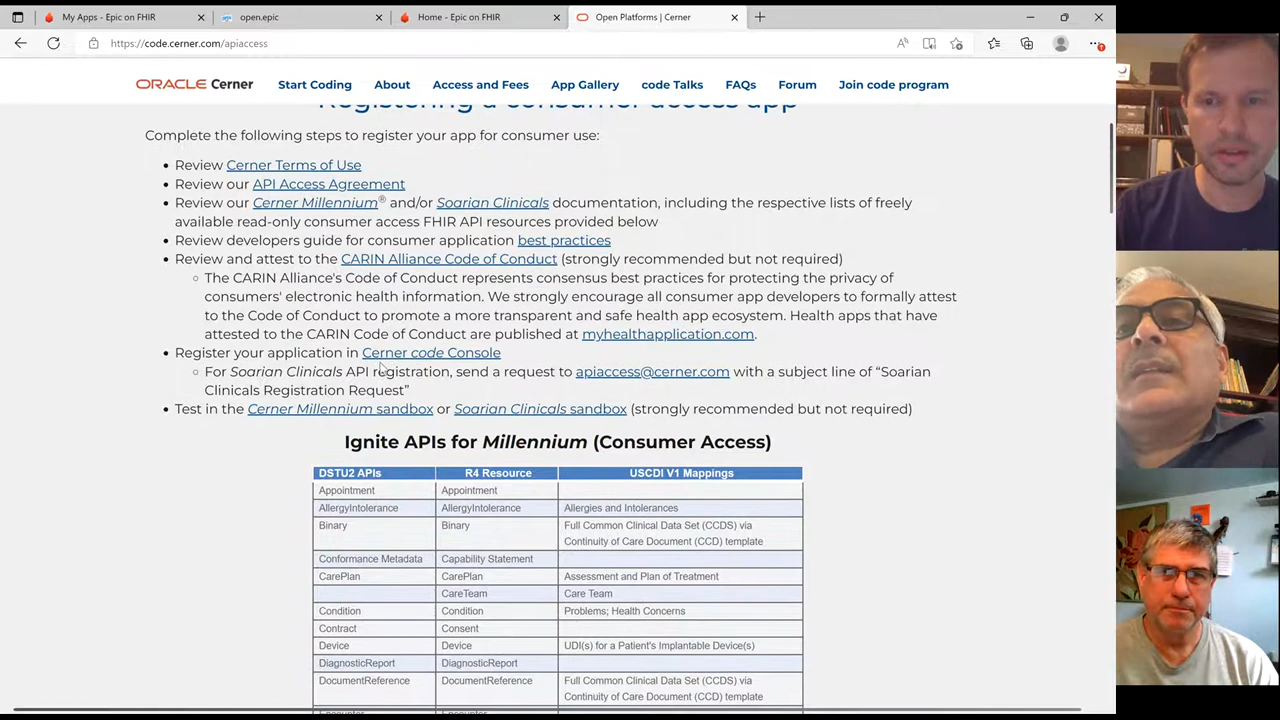 My Apps - Epic on FHIR
open.epic
Home - Epic on FHIR
Open Platforms | Cerner
https://code.cerner.com/apiaccess
ORACLE Cerner
Start Coding
About
Access and Fees
App Gallery
code Talks
FAQs
Forum
Join code program
Registering a consumer access app
Complete the following steps to register your app for consumer use:
• Review Cerner Terms of Use
• Review our API Access Agreement
• Review our Cerner Millennium® and/or Soarian Clinicals documentation, including the respective lists of freely
available read-only consumer access FHIR API resources provided below
• Review developers guide for consumer application best practices
• Review and attest to the CARIN Alliance Code of Conduct (strongly recommended but not required)
○ The CARIN Alliance's Code of Conduct represents consensus best practices for protecting the privacy of
consumers' electronic health information. We strongly encourage all consumer app developers to formally attest
to the Code of Conduct to promote a more transparent and safe health app ecosystem. Health apps that have
attested to the CARIN Code of Conduct are published at myhealthapplication.com.
• Register your application in Cerner code Console
○ For Soarian Clinicals API registration, send a request to apiaccess@cerner.com with a subject line of “Soarian
Clinicals Registration Request”
• Test in the Cerner Millennium sandbox or Soarian Clinicals sandbox (strongly recommended but not required)
Ignite APIs for Millennium (Consumer Access)
DSTU2 APIs R4 Resource USCDI V1 Mappings
Appointment Appointment
AllergyIntolerance AllergyIntolerance Allergies and Intolerances
Binary Binary Full Common Clinical Data Set (CCDS) via
Continuity of Care Document (CCD) template
Conformance Metadata Capability Statement
CarePlan CarePlan Assessment and Plan of Treatment
CareTeam Care Team
Condition Condition Problems; Health Concerns
Contract Consent
Device Device UDI(s) for a Patient's Implantable Device(s)
DiagnosticReport DiagnosticReport
DocumentReference DocumentReference Full Common Clinical Data Set (CCDS) via
Continuity of Care Document (CCD) template
Encounter Encounter